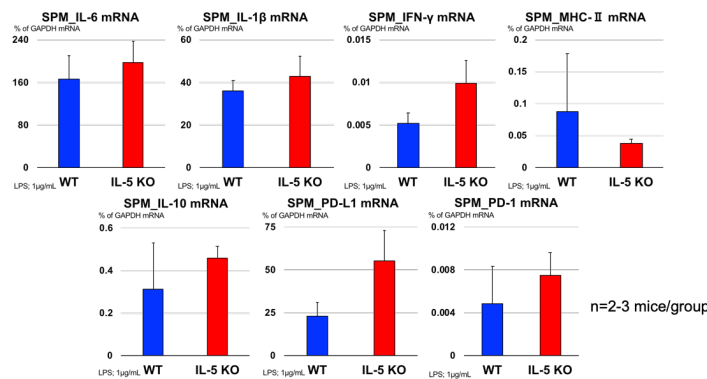 SPM_IL-6 mRNA
% of GAPDH mRNA
240
160
80
0
LPS; 1μg/mL
WT
IL-5 KO
SPM_IL-1β mRNA
% of GAPDH mRNA
60
40
20
0
LPS; 1μg/mL
WT
IL-5 KO
SPM_IFN-γ mRNA
% of GAPDH mRNA
0.015
0.01
0.005
0
LPS; 1μg/mL
WT
IL-5 KO
SPM_MHC-Ⅱ mRNA
% of GAPDH mRNA
0.2
0.15
0.1
0.05
0
LPS; 1μg/mL
WT
IL-5 KO
SPM_IL-10 mRNA
% of GAPDH mRNA
0.6
0.4
0.2
0
LPS; 1μg/mL
WT
IL-5 KO
SPM_PD-L1 mRNA
% of GAPDH mRNA
75
50
25
0
LPS; 1μg/mL
WT
IL-5 KO
SPM_PD-1 mRNA
% of GAPDH mRNA
0.012
0.008
0.004
0
LPS; 1μg/mL
WT
IL-5 KO
n=2-3 mice/group